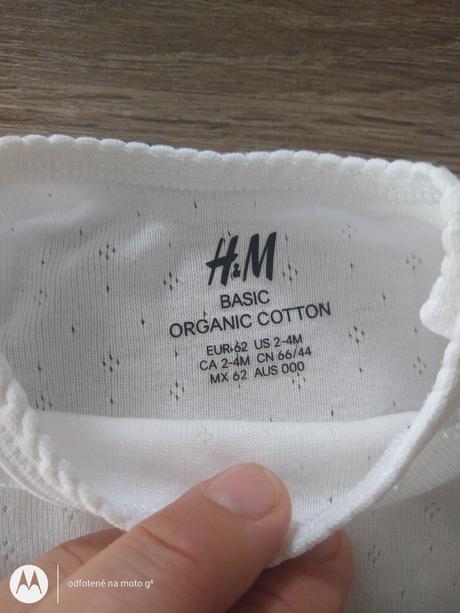 H&M
BASIC
ORGANIC COTTON
EUR 62 US 2-4M
CA 2-4M CN 66/44
MX 62 AUS 000
odfotené na moto g⁶